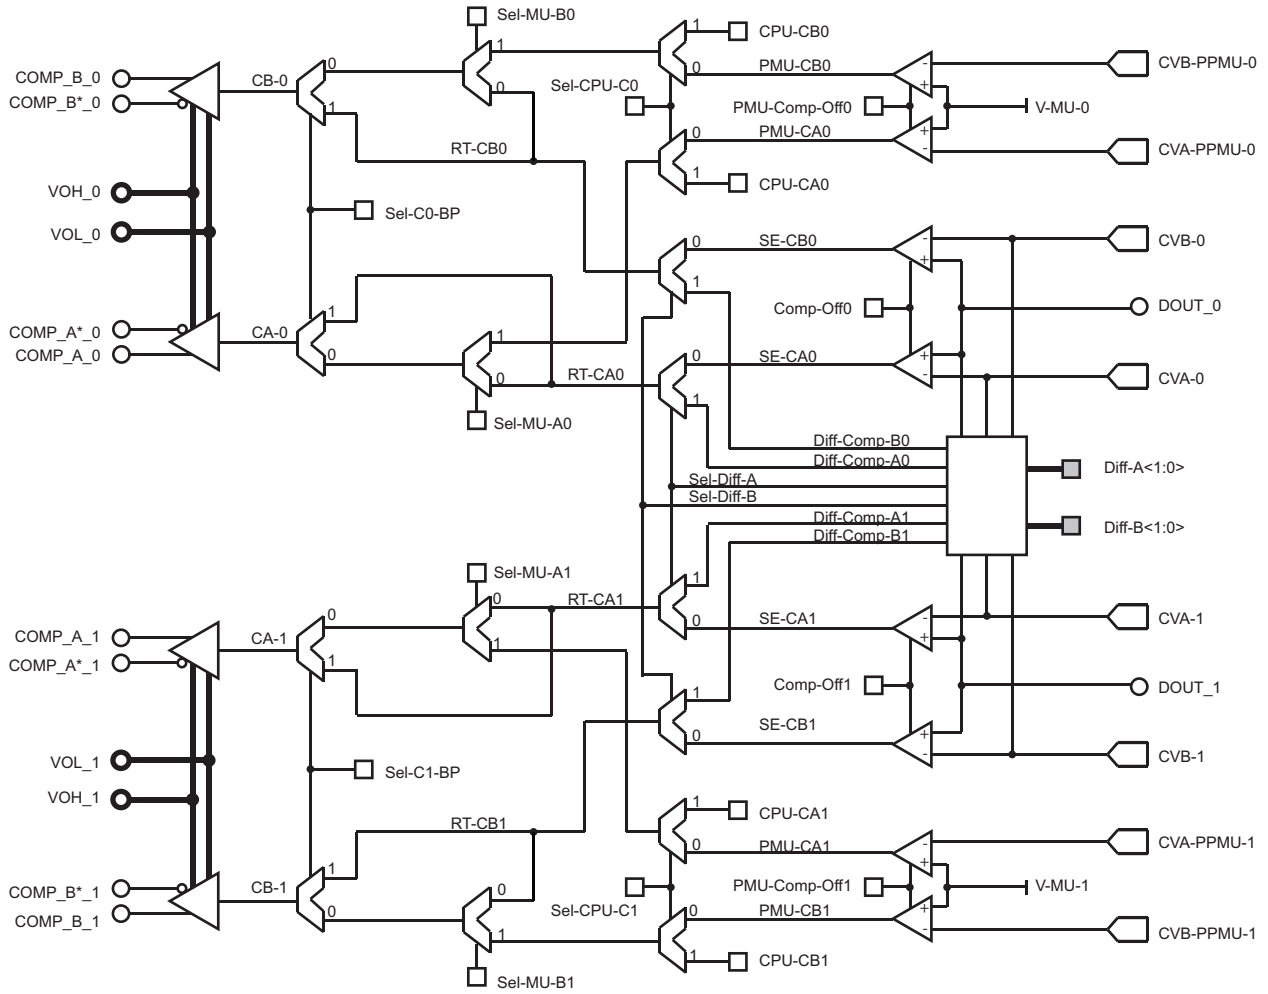 Sel-MU-B0
1 CPU-CB0
COMP_B_0 CB-0 0 1 0 PMU-CB0 - CVB-PPMU-0
COMP_B*_0 1 0 Sel-CPU-C0 PMU-Comp-Off0 + V-MU-0
RT-CB0 0 PMU-CA0 + - CVA-PPMU-0
1 CPU-CA0
VOH_0 Sel-C0-BP
VOL_0 0 SE-CB0 - + CVB-0
1 Comp-Off0 DOUT_0
COMP_A*_0 CA-0 1 1 0 SE-CA0 +
COMP_A_0 0 0 RT-CA0 - CVA-0
Sel-MU-A0 1
Diff-Comp-B0
Diff-Comp-A0 Diff-A<1:0>
Sel-Diff-A
Sel-Diff-B
Diff-Comp-A1 Diff-B<1:0>
Diff-Comp-B1
Sel-MU-A1 1
COMP_A_1 CA-1 0 0 RT-CA1 0 SE-CA1 - CVA-1
COMP_A*_1 1 1 +
Comp-Off1 DOUT_1
1 SE-CB1 +
VOL_1 Sel-C1-BP 0 - CVB-1
VOH_1
1 CPU-CA1
RT-CB1 0 PMU-CA1 - + CVA-PPMU-1
COMP_B*_1 CB-1 1 0 Sel-CPU-C1 PMU-Comp-Off1 V-MU-1
COMP_B_1 0 1 0 PMU-CB1 + - CVB-PPMU-1
1 CPU-CB1
Sel-MU-B1